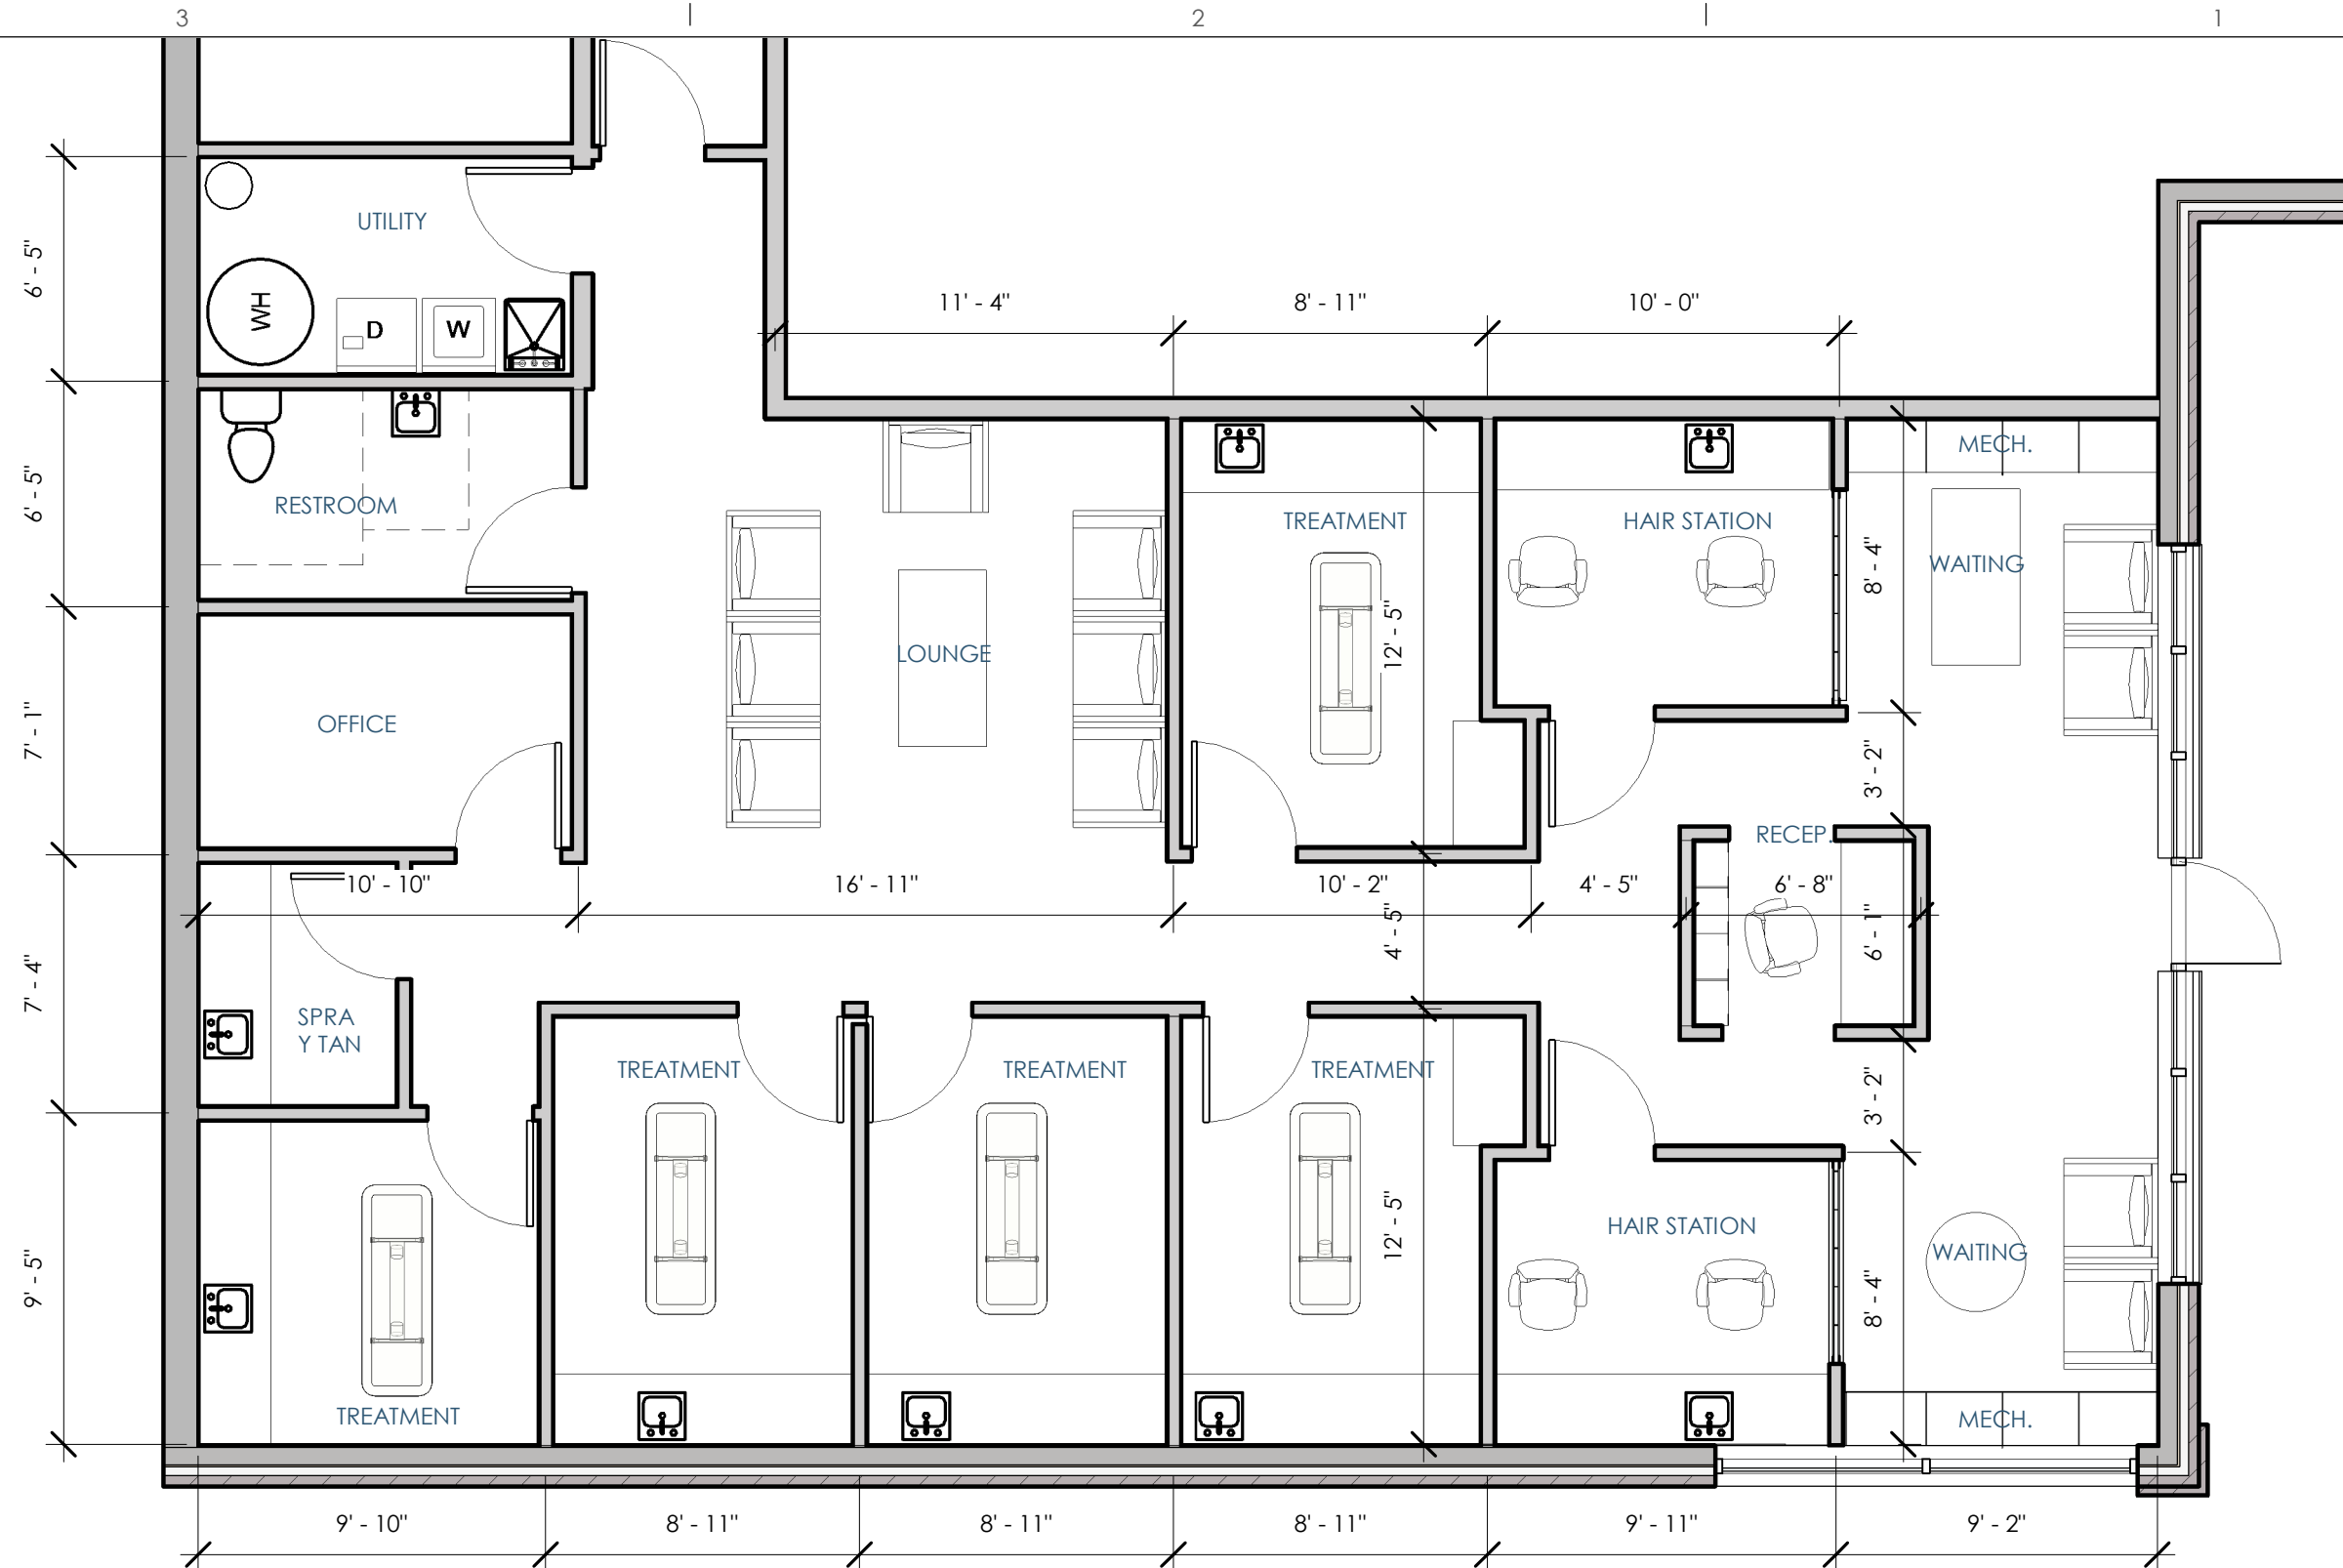 3
2
1
UTILITY
6' - 5"
WH
D
W
11' - 4"
8' - 11"
10' - 0"
MECH.
6' - 5"
RESTROOM
TREATMENT
HAIR STATION
8' - 4"
WAITING
12' - 5"
LOUNGE
7' - 1"
OFFICE
3' - 2"
RECEP.
10' - 10"
16' - 11"
10' - 2"
4' - 5"
6' - 8"
4' - 5"
6' - 1"
7' - 4"
SPRA
Y TAN
TREATMENT
TREATMENT
TREATMENT
3' - 2"
12' - 5"
HAIR STATION
WAITING
9' - 5"
8' - 4"
TREATMENT
MECH.
9' - 10"
8' - 11"
8' - 11"
8' - 11"
9' - 11"
9' - 2"